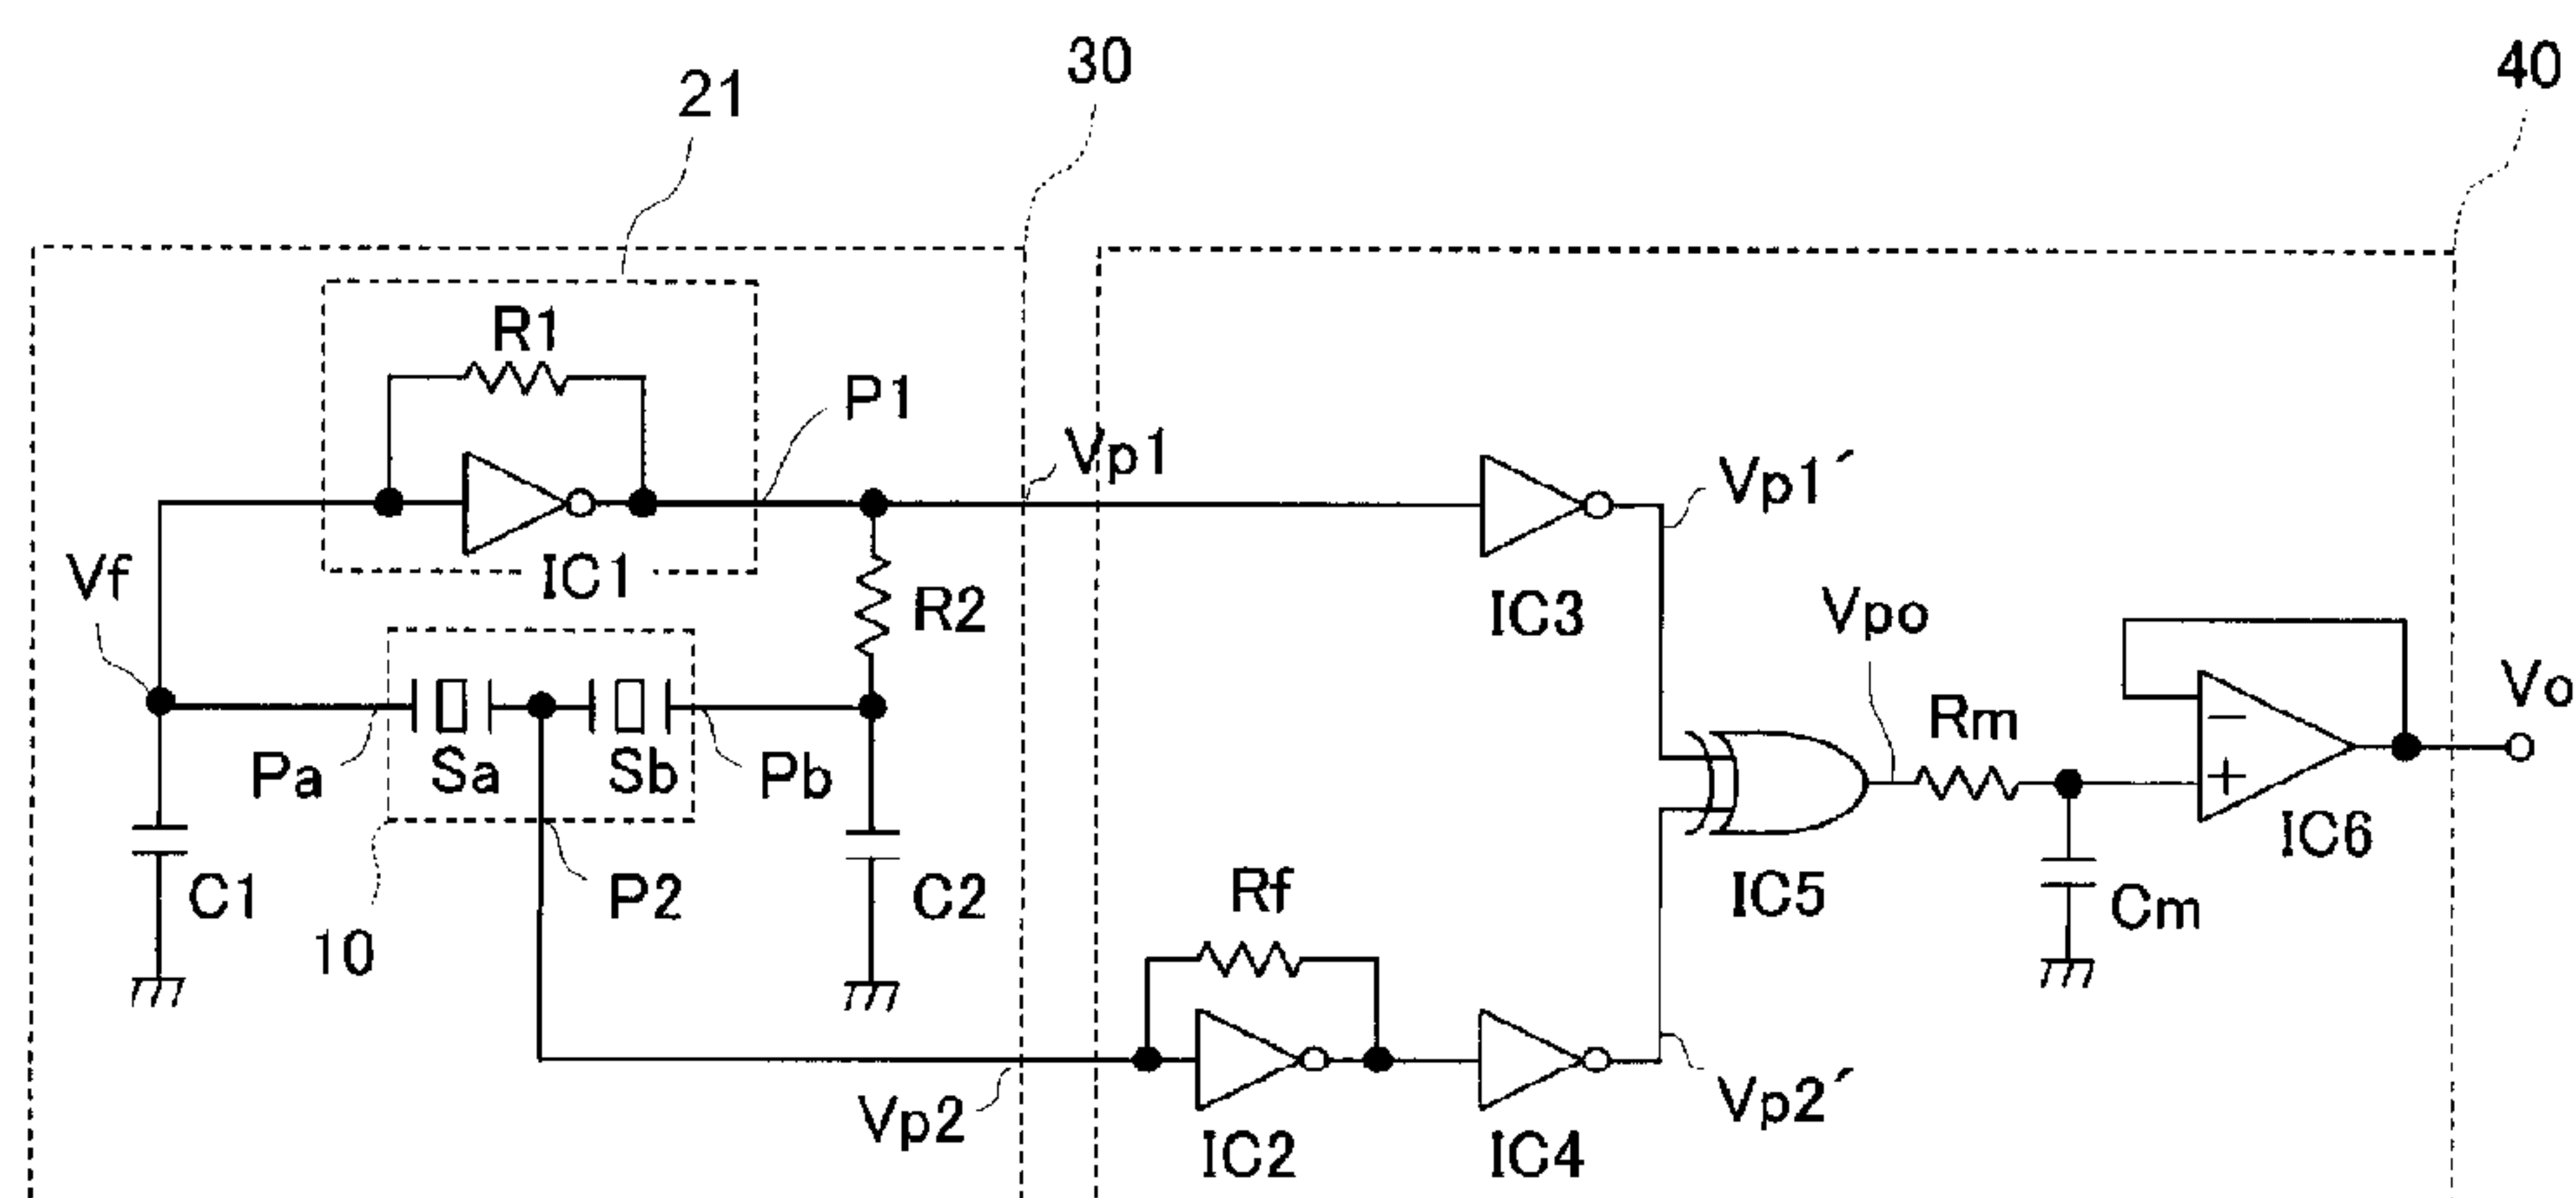 30
40
21
R1
P1
Vp1
Vp1´
Vf
IC1
R2
IC3
Vpo
Rm
Vo
−
+
Pa
Sa
Sb
Pb
C1
P2
C2
Rf
IC5
Cm
IC6
10
Vp2
IC2
IC4
Vp2´